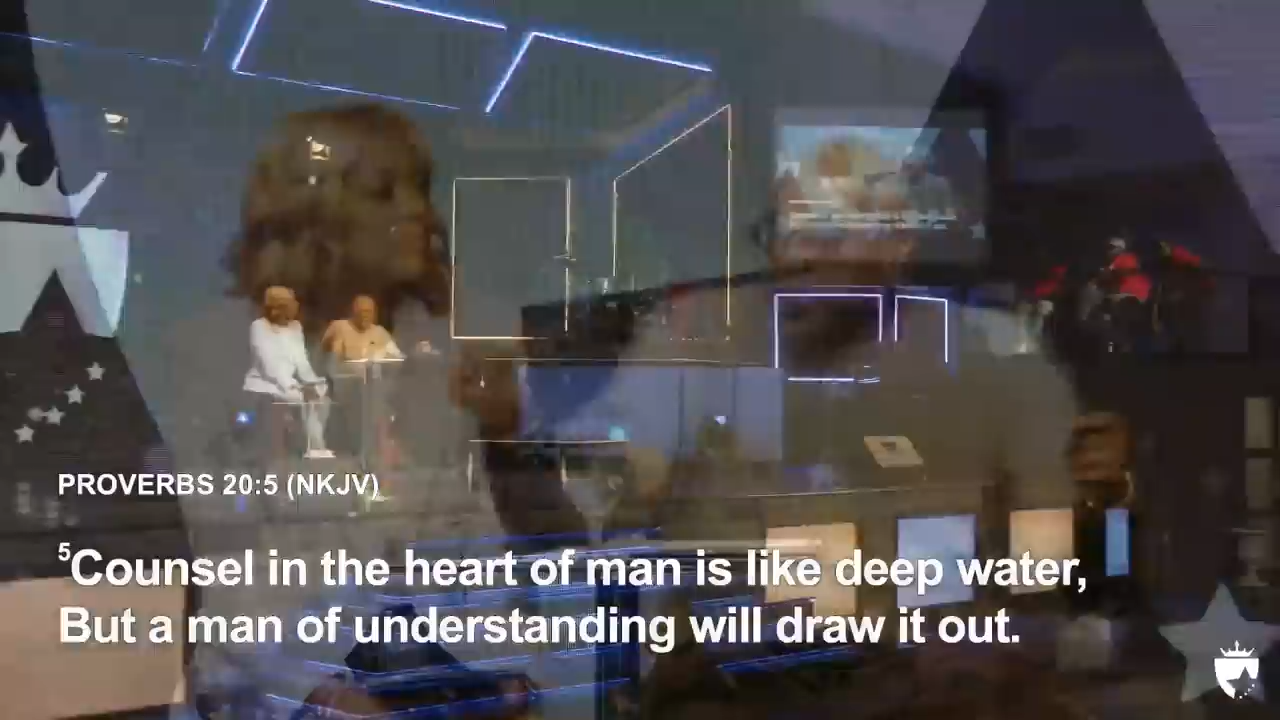 PROVERBS 20:5 (NKJV)
5Counsel in the heart of man is like deep water,
But a man of understanding will draw it out.